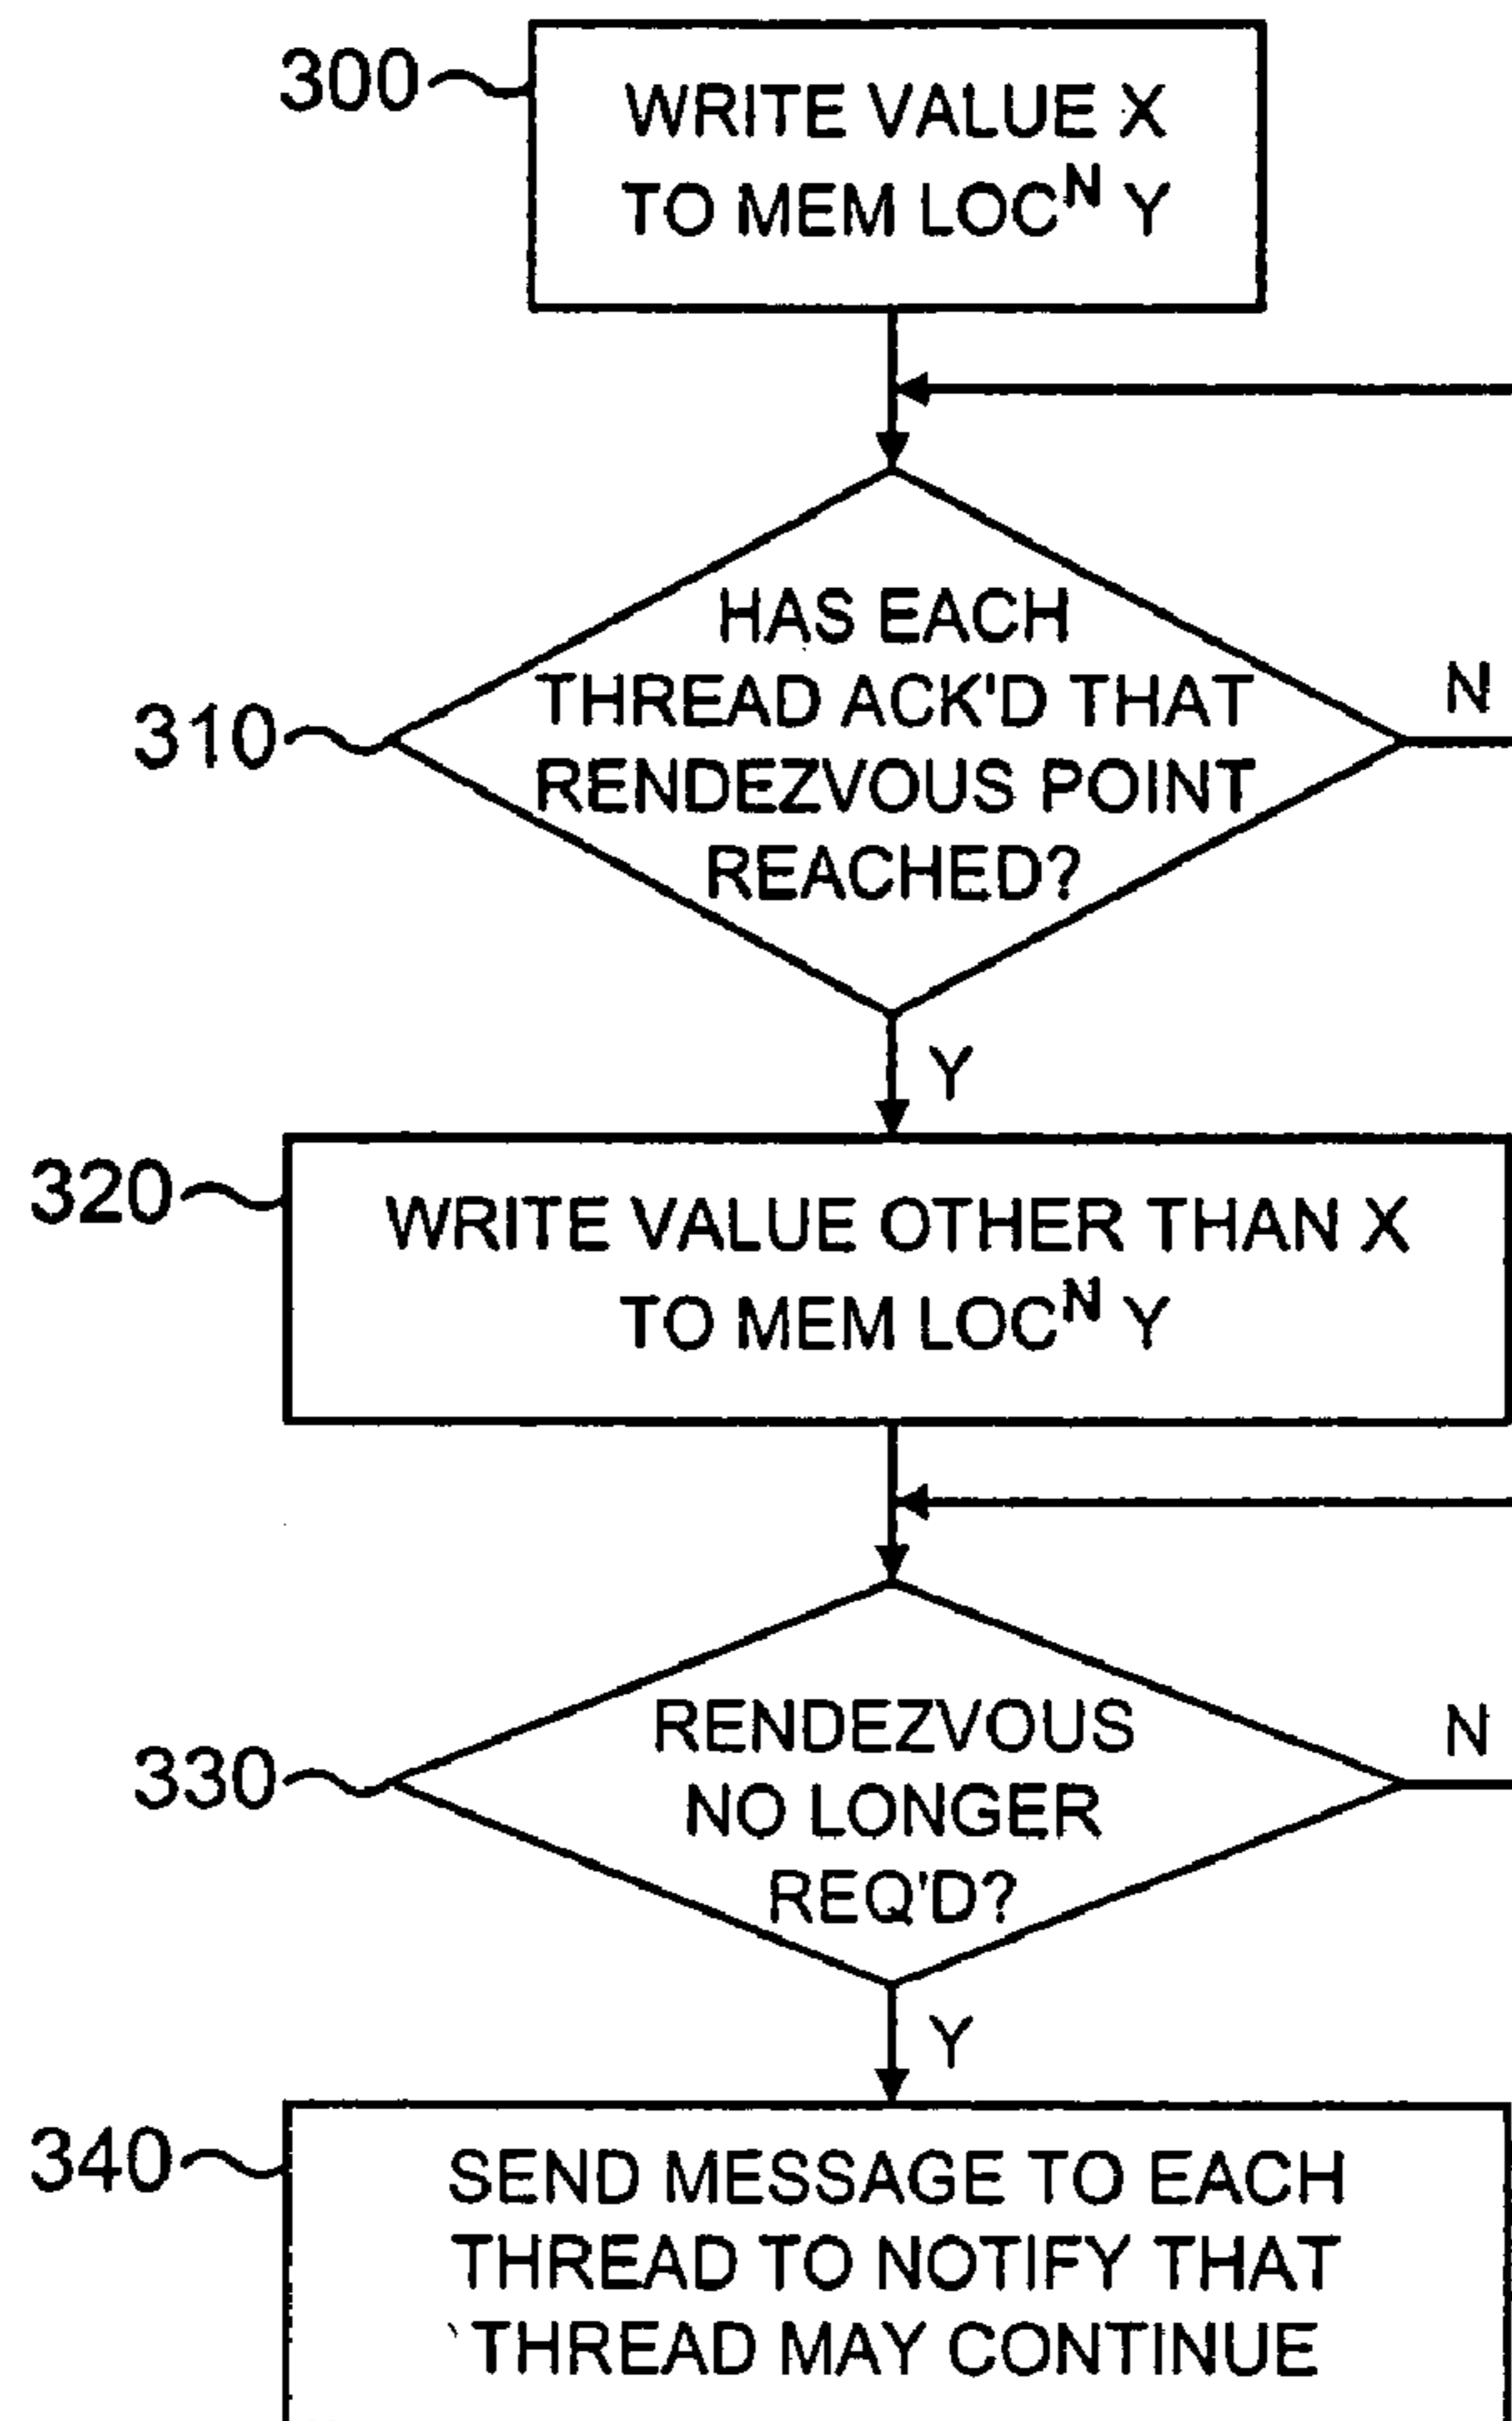 300
WRITE VALUE X
TO MEM LOCᴺ Y
HAS EACH
THREAD ACK'D THAT
RENDEZVOUS POINT
REACHED?
310
N
Y
320
WRITE VALUE OTHER THAN X
TO MEM LOCᴺ Y
RENDEZVOUS
NO LONGER
REQ'D?
330
N
Y
340
SEND MESSAGE TO EACH
THREAD TO NOTIFY THAT
THREAD MAY CONTINUE